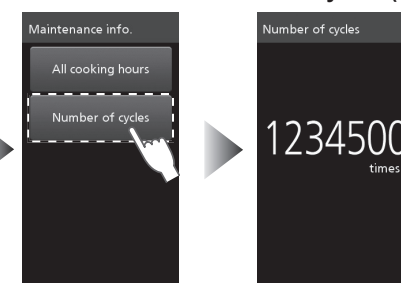 Maintenance info.
All cooking hours
Number of cycles
Number of cycles
1234500
times